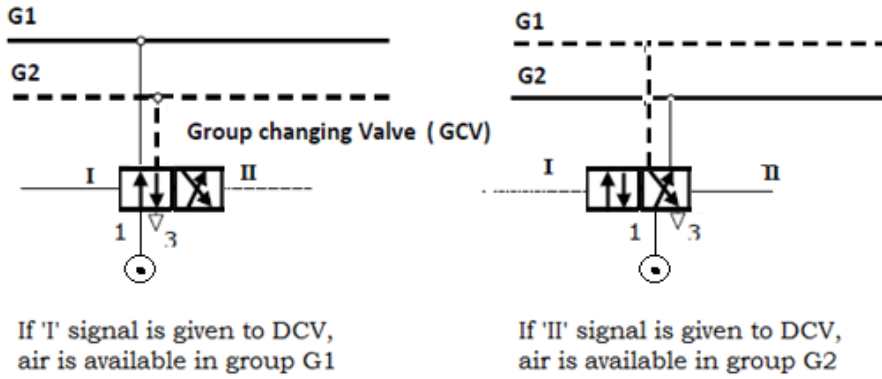 G1
G2
Group changing Valve ( GCV)
I
II
1
3
If 'I' signal is given to DCV,
air is available in group G1
G1
G2
I
II
1
3
If 'II' signal is given to DCV,
air is available in group G2